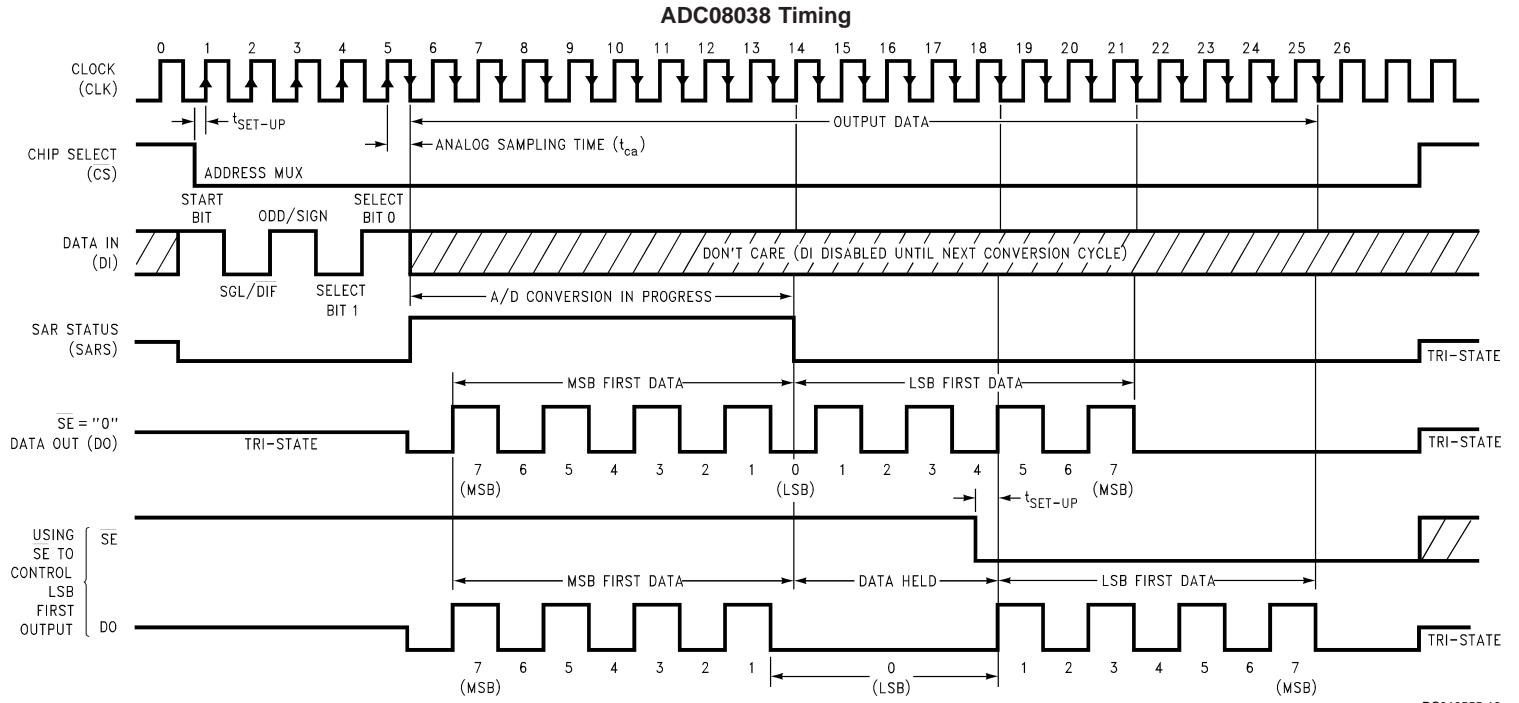 ADC08038 Timing
0 1 2 3 4 5 6 7 8 9 10 11 12 13 14 15 16 17 18 19 20 21 22 23 24 25 26
CLOCK
(CLK)
tSET-UP
OUTPUT DATA
ANALOG SAMPLING TIME (tca)
CHIP SELECT
(CS)
ADDRESS MUX
START
BIT
ODD/SIGN
SELECT
BIT 0
DATA IN
(DI)
DON'T CARE (DI DISABLED UNTIL NEXT CONVERSION CYCLE)
SGL/DIF
SELECT
BIT 1
A/D CONVERSION IN PROGRESS
SAR STATUS
(SARS)
TRI-STATE
MSB FIRST DATA
LSB FIRST DATA
SE = "0"
DATA OUT (DO)
TRI-STATE
TRI-STATE
7 6 5 4 3 2 1 0 1 2 3 4 5 6 7
(MSB) (LSB) (MSB)
tSET-UP
USING
SE TO
CONTROL
LSB
FIRST
OUTPUT
SE
MSB FIRST DATA
DATA HELD
LSB FIRST DATA
DO
TRI-STATE
7 6 5 4 3 2 1 0 1 2 3 4 5 6 7
(MSB) (LSB) (MSB)